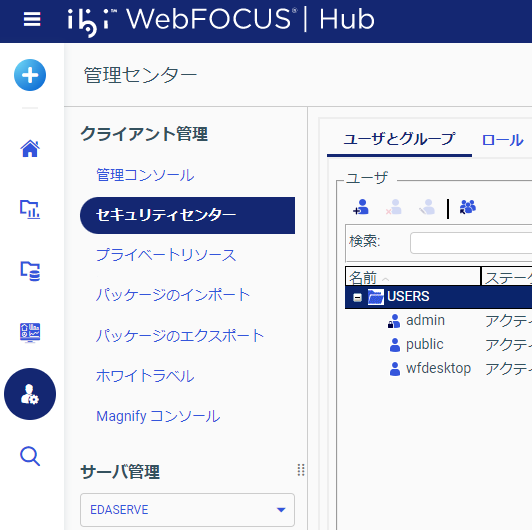 ibi™ WebFOCUS® | Hub
管理センター
クライアント管理
管理コンソール
セキュリティセンター
プライベートリソース
パッケージのインポート
パッケージのエクスポート
ホワイトラベル
Magnify コンソール
サーバ管理
EDASERVE
ユーザとグループ ロール
ユーザ
検索:
名前 ステー
USERS
admin アクティ
public アクティ
wfdesktop アクティ